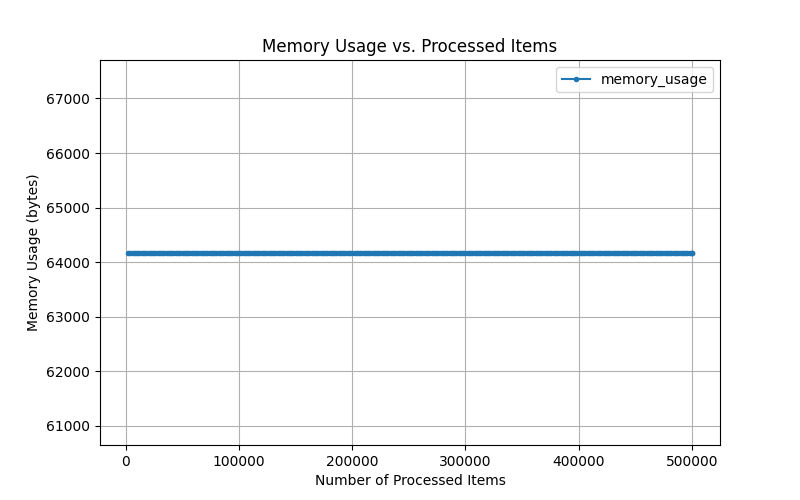 Memory Usage vs. Processed Items
memory_usage
Memory Usage (bytes)
67000
66000
65000
64000
63000
62000
61000
0 100000 200000 300000 400000 500000
Number of Processed Items